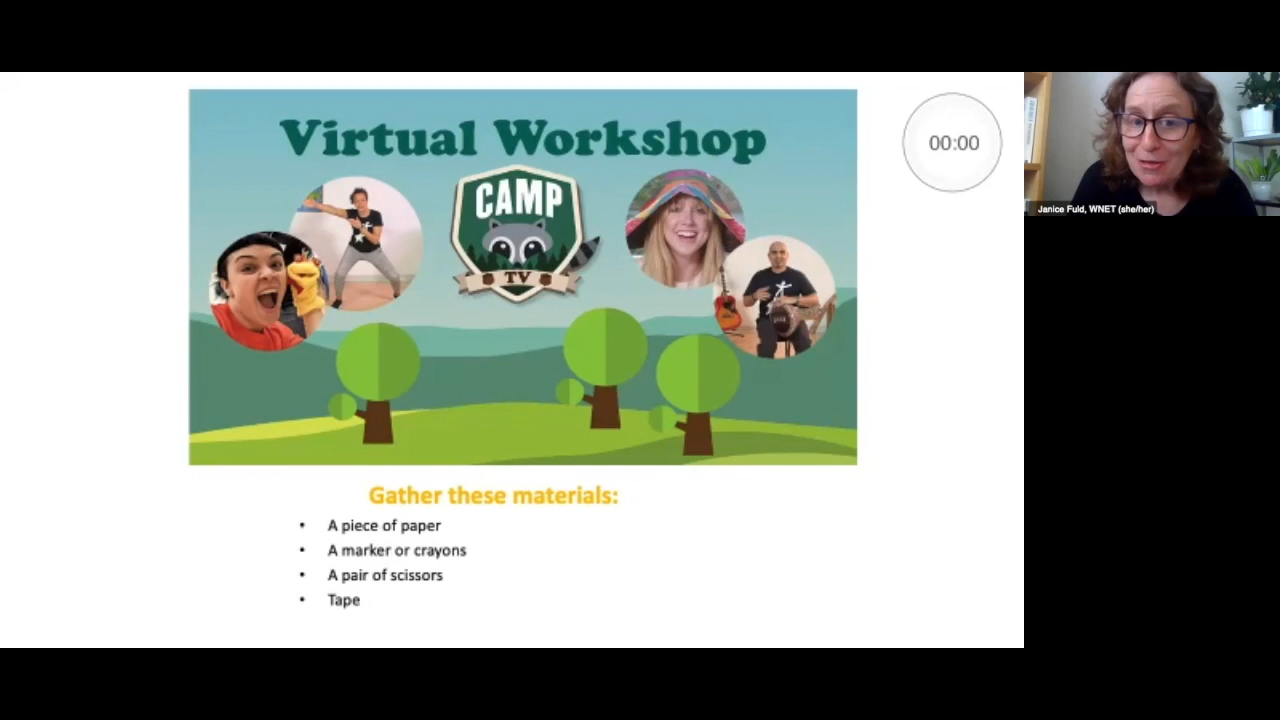 Virtual Workshop
CAMP
TV
00:00
Janice Fuld, WNET (she/her)
Gather these materials:
• A piece of paper
• A marker or crayons
• A pair of scissors
• Tape